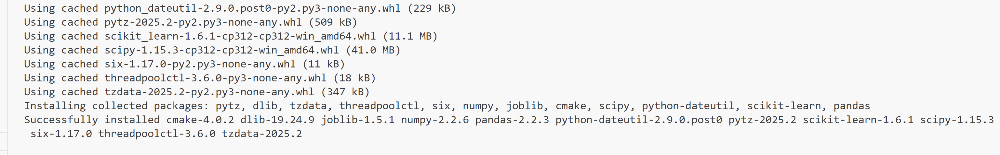 Using cached python_dateutil-2.9.0.post0-py2.py3-none-any.whl (229 kB)
Using cached pytz-2025.2-py2.py3-none-any.whl (509 kB)
Using cached scikit_learn-1.6.1-cp312-cp312-win_amd64.whl (11.1 MB)
Using cached scipy-1.15.3-cp312-cp312-win_amd64.whl (41.0 MB)
Using cached six-1.17.0-py2.py3-none-any.whl (11 kB)
Using cached threadpoolctl-3.6.0-py3-none-any.whl (18 kB)
Using cached tzdata-2025.2-py2.py3-none-any.whl (347 kB)
Installing collected packages: pytz, dlib, tzdata, threadpoolctl, six, numpy, joblib, cmake, scipy, python-dateutil, scikit-learn, pandas
Successfully installed cmake-4.0.2 dlib-19.24.9 joblib-1.5.1 numpy-2.2.6 pandas-2.2.3 python-dateutil-2.9.0.post0 pytz-2025.2 scikit-learn-1.6.1 scipy-1.15.3
six-1.17.0 threadpoolctl-3.6.0 tzdata-2025.2